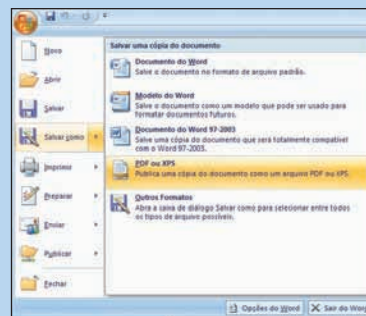 Novo
Abrir
Salvar
Salvar como
Imprimir
Preparar
Enviar
Publicar
Fechar
Salvar uma cópia do documento
Documento do Word
Salve o documento no formato de arquivo padrão.
Modelo do Word
Salve o documento como um modelo que pode ser usado para
formatar documentos futuros.
Documento do Word 97-2003
Salve uma cópia do documento que será totalmente compatível
com o Word 97-2003.
PDF ou XPS
Publica uma cópia do documento como um arquivo PDF ou XPS.
Outros Formatos
Abra a caixa de diálogo Salvar como para selecionar entre todos
os tipos de arquivo possíveis.
Opções do Word
Sair do Word